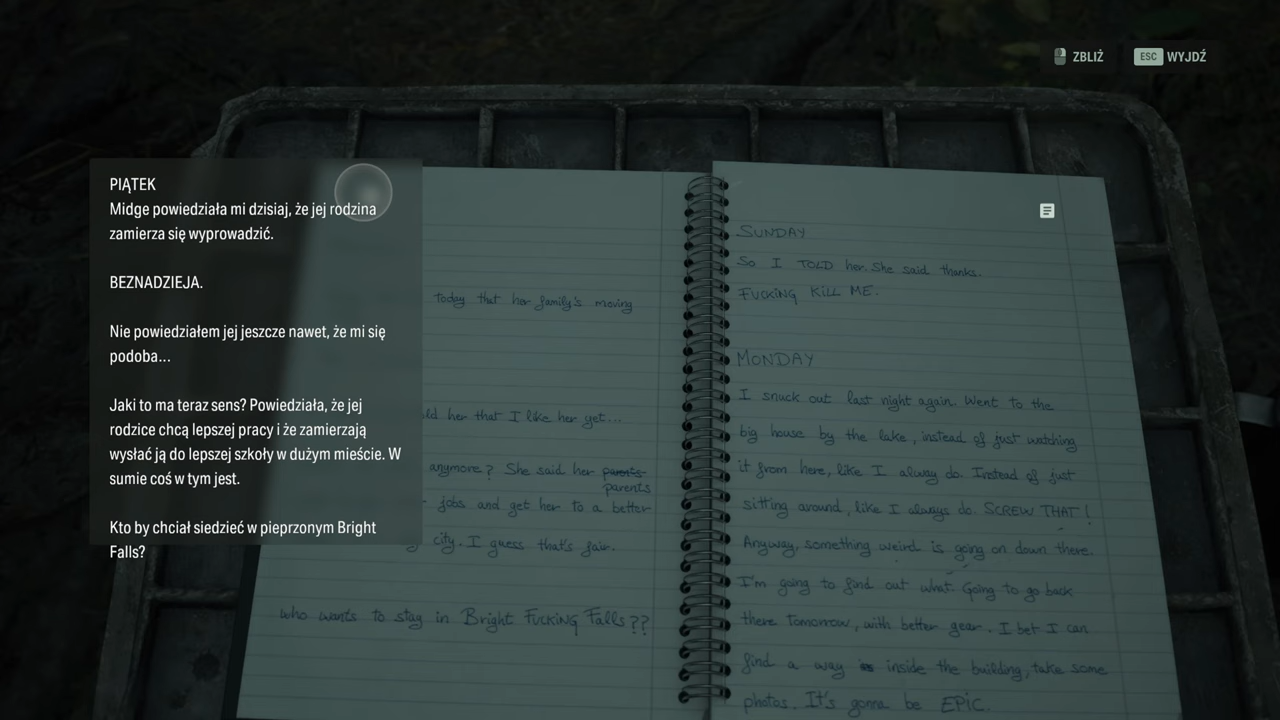 ZBLIŻ
ESC WYJDŹ
PIĄTEK
Midge powiedziała mi dzisiaj, że jej rodzina
zamierza się wyprowadzić.
BEZNADZIEJA.
Nie powiedziałem jej jeszcze nawet, że mi się
podoba...
Jaki to ma teraz sens? Powiedziała, że jej
rodzice chcą lepszej pracy i że zamierzają
wysłać ją do lepszej szkoły w dużym mieście. W
sumie coś w tym jest.
Kto by chciał siedzieć w pieprzonym Bright
Falls?
today that her family's moving
her that I like her yet...
anymore? She said her parents
parents
jobs and get her to a better
city. I guess that's fair.
who wants to stay in Bright FUCKING Falls??
SUNDAY
So I TOLD her. She said thanks.
FUCKING KILL ME.
MONDAY
I snuck out last night again. Went to the
big house by the lake, instead of just watching
it from here, like I alway do. Instead of just
sitting around, like I always do. SCREW THAT!
Anyway, something weird is going on down there.
I'm going to find out what. Going to go back
there tomorrow, with better gear. I bet I can
find a way inside the building, take some
photos. It's gonna be EPIC.